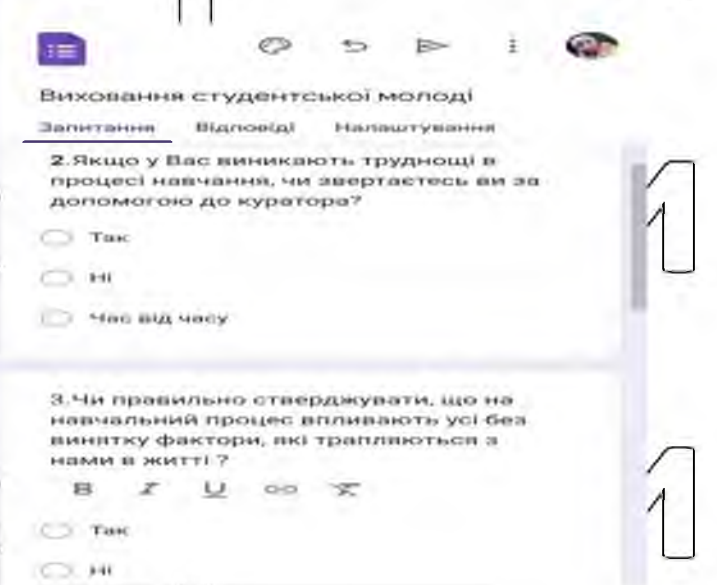 Виховання студентської молоді
Запитання Відповіді Налаштування
2.Якщо у Вас виникають труднощі в
процесі навчання, чи звертаєтесь ви за
допомогою до куратора?
Так
Ні
Час від часу
1
3.Чи правильно стверджувати, що на
навчальний процес впливають усі без
винятку фактори, які трапляються з
нами в житті ?
B I U
Так
Ні
1